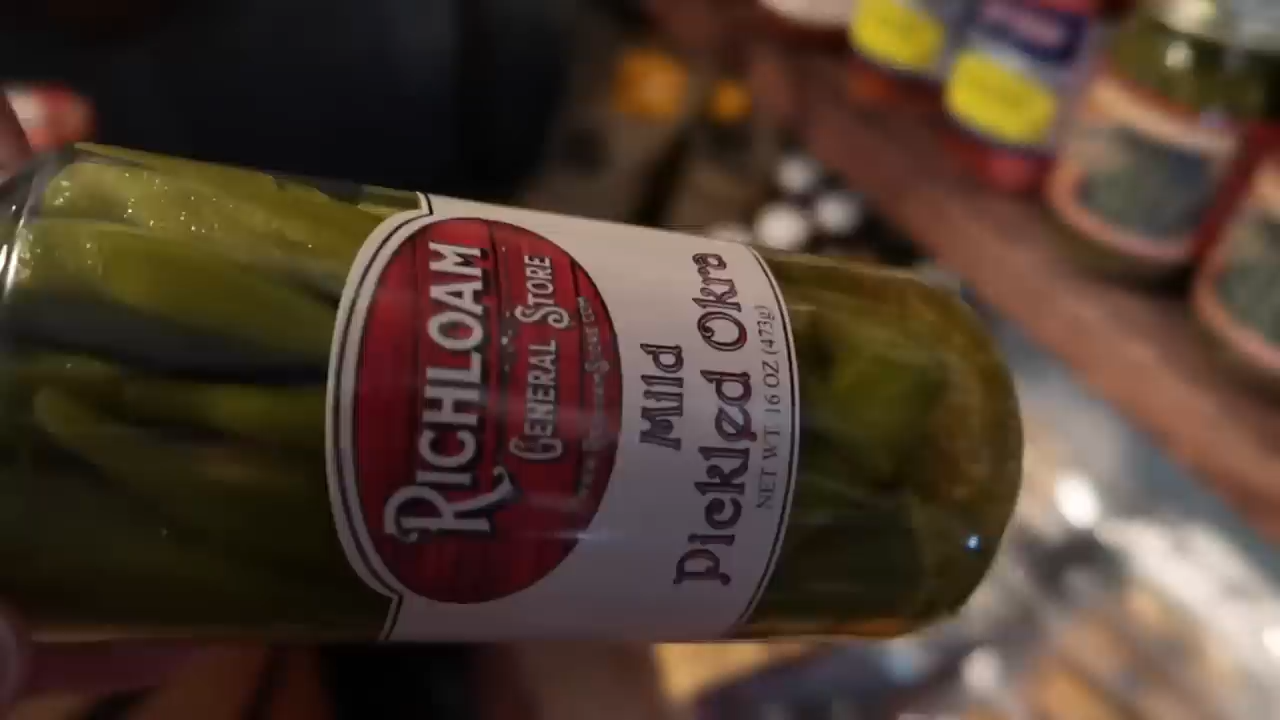 RICHLOAM
GENERAL STORE
Mild
Pickled Okra
NET WT. 16 OZ (473g)